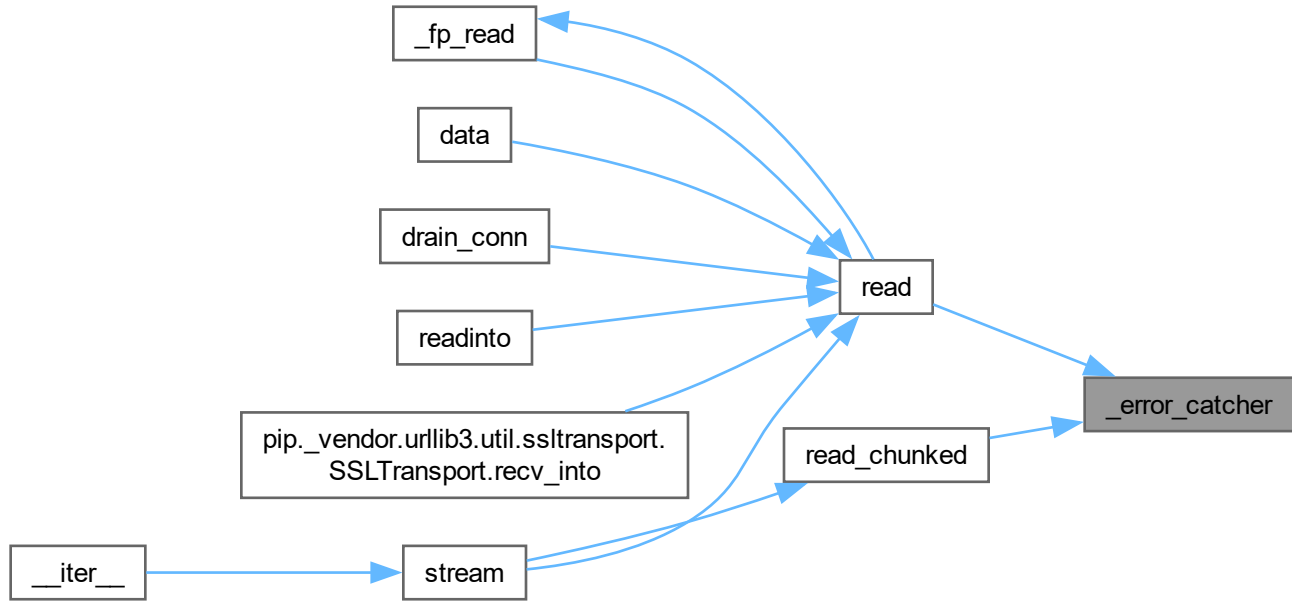 _fp_read
data
drain_conn
read
readinto
_error_catcher
pip._vendor.urllib3.util.ssltransport.
SSLTransport.recv_into
read_chunked
__iter__
stream